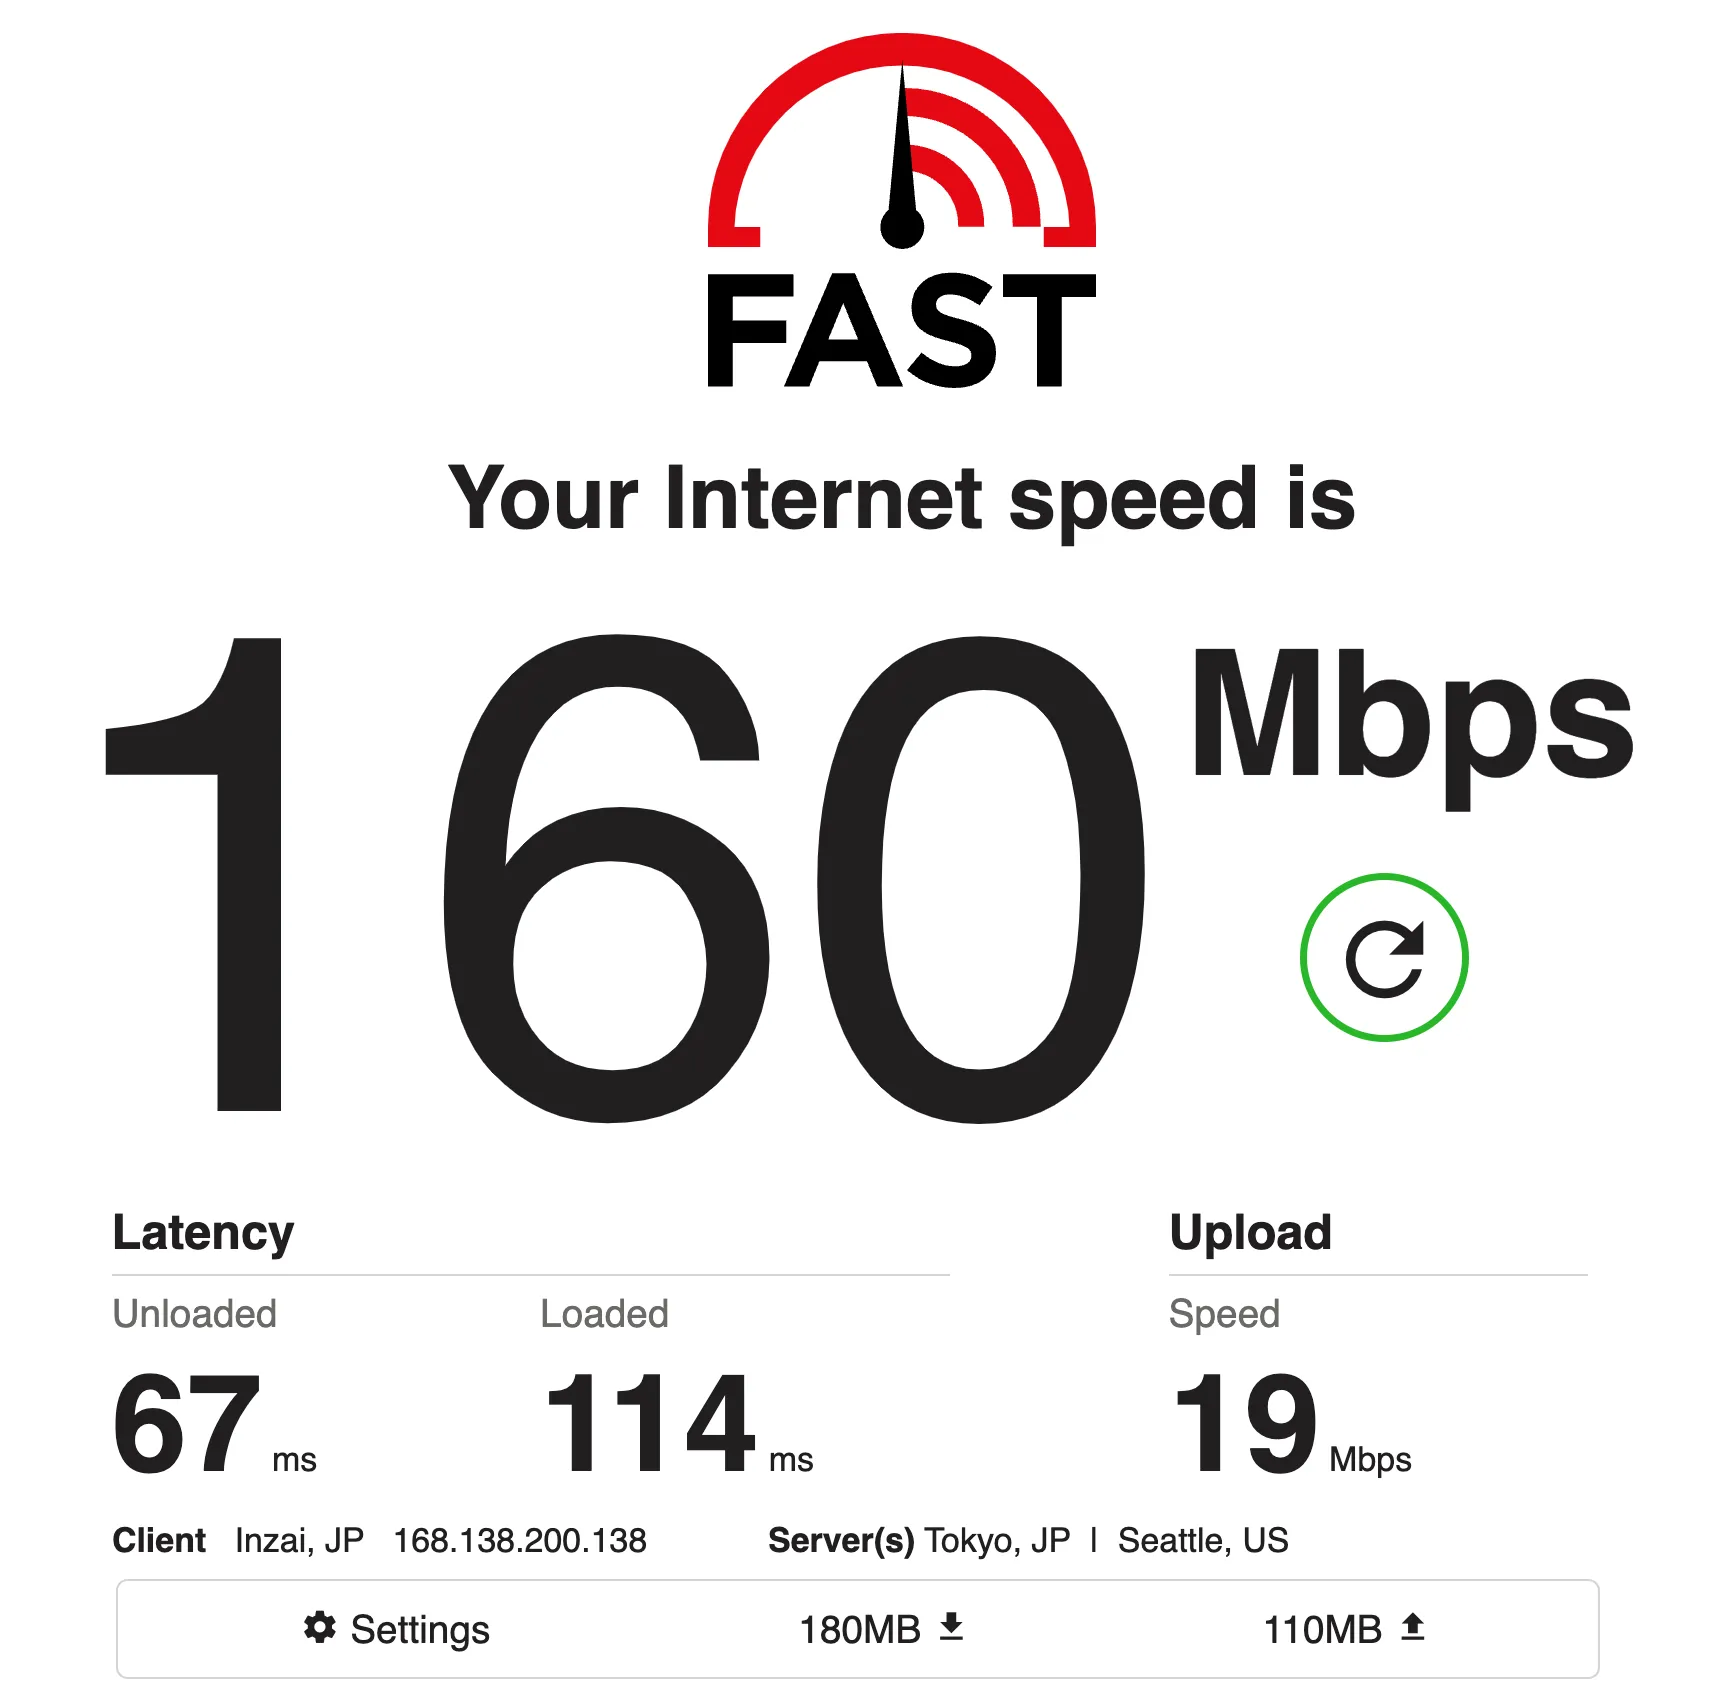 FAST
Your Internet speed is
160 Mbps
Latency
Upload
Unloaded Loaded Speed
67 ms 114 ms 19 Mbps
Client Inzai, JP 168.138.200.138 Server(s) Tokyo, JP | Seattle, US
Settings 180MB 110MB